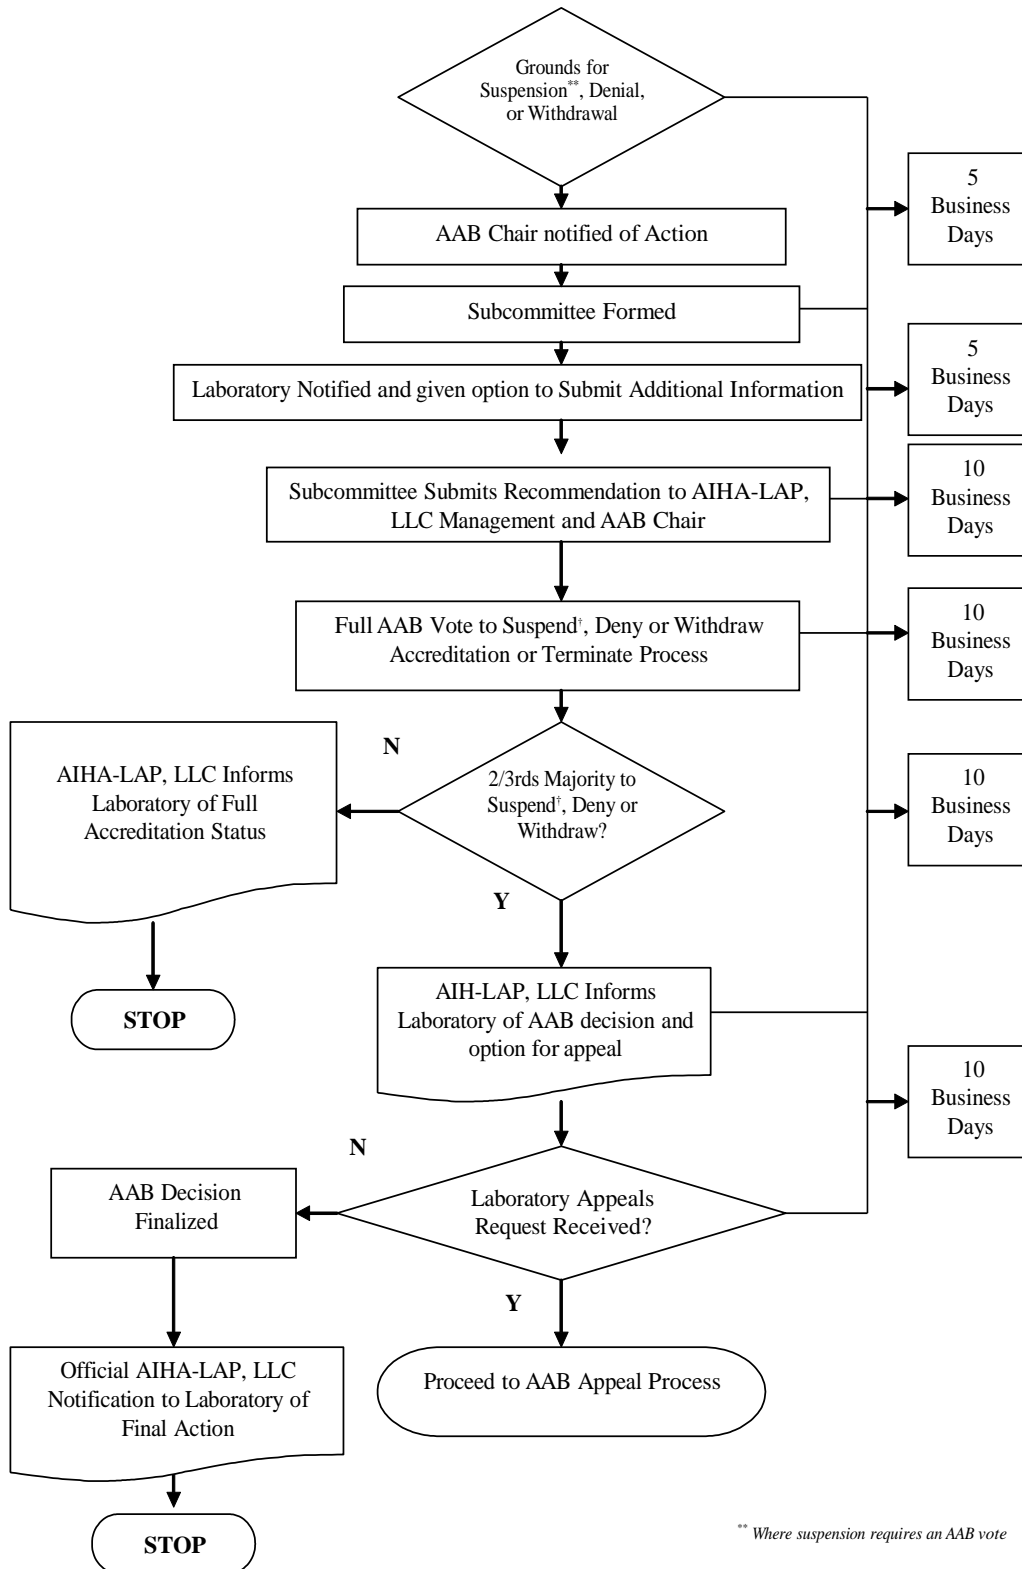 Grounds for
Suspension**, Denial,
or Withdrawal
5
Business
Days
AAB Chair notified of Action
Subcommittee Formed
5
Business
Days
Laboratory Notified and given option to Submit Additional Information
10
Business
Days
Subcommittee Submits Recommendation to AIHA-LAP,
LLC Management and AAB Chair
10
Business
Days
Full AAB Vote to Suspend†, Deny or Withdraw
Accreditation or Terminate Process
N
AIHA-LAP, LLC Informs
Laboratory of Full
Accreditation Status
2/3rds Majority to
Suspend†, Deny or
Withdraw?
10
Business
Days
Y
STOP
AIH-LAP, LLC Informs
Laboratory of AAB decision and
option for appeal
10
Business
Days
N
AAB Decision
Finalized
Laboratory Appeals
Request Received?
Y
Official AIHA-LAP, LLC
Notification to Laboratory of
Final Action
Proceed to AAB Appeal Process
STOP
** Where suspension requires an AAB vote